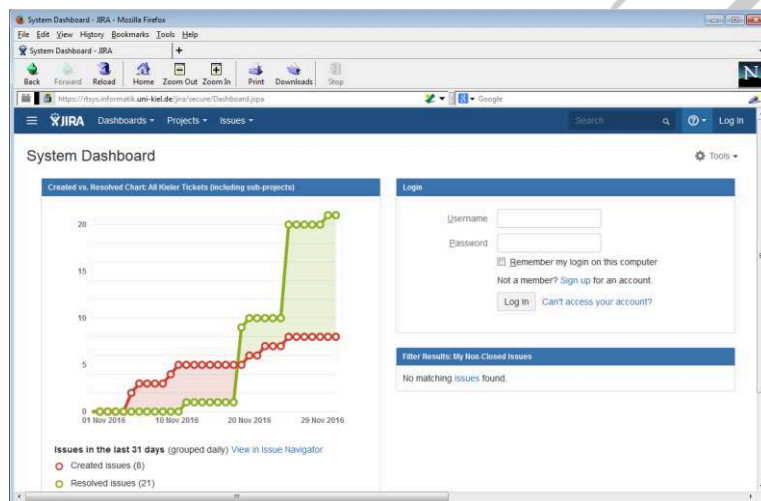 System Dashboard - JIRA - Mozilla Firefox
File Edit View History Bookmarks Tools Help
System Dashboard - JIRA +
Back Forward Reload Home Zoom Out Zoom In Print Downloads Stop N
https://rtsys.informatik.uni-kiel.de/jira/secure/Dashboard.jspa Google
JIRA Dashboards Projects Issues Search Log In
System Dashboard Tools
Created vs. Resolved Chart: All Kieler Tickets (including sub-projects)
20
15
10
5
0
01 Nov 2016 10 Nov 2016 20 Nov 2016 29 Nov 2016
Issues in the last 31 days (grouped daily) View in Issue Navigator
Created issues (8)
Resolved issues (21)
Login
Username
Password
Remember my login on this computer
Not a member? Sign up for an account.
Log In Can't access your account?
Filter Results: My Non-Closed Issues
No matching issues found.